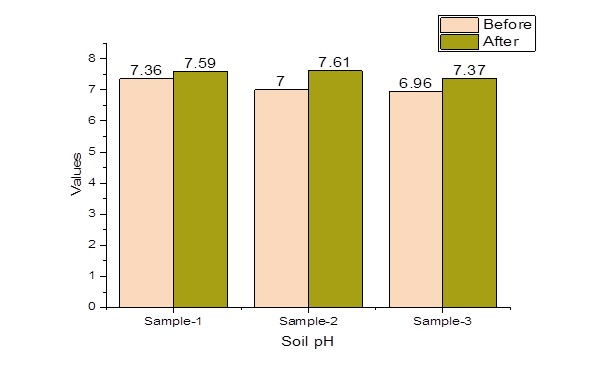 Before
After
8
7
6
5
4
3
2
1
0
Values
7.36
7.59
7
7.61
6.96
7.37
Sample-1
Sample-2
Sample-3
Soil pH